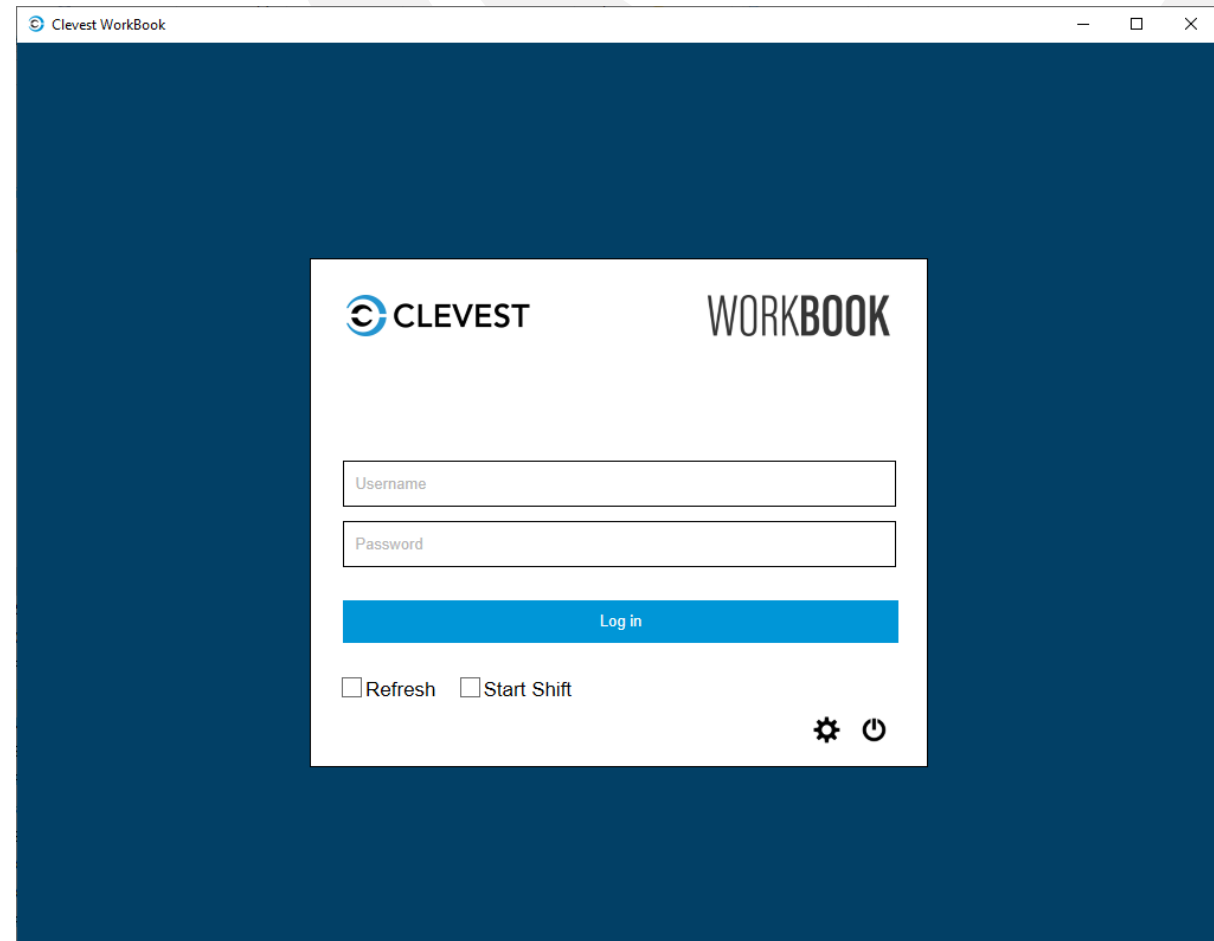 Clevest WorkBook
CLEVEST WORKBOOK
Username
Password
Log in
Refresh Start Shift